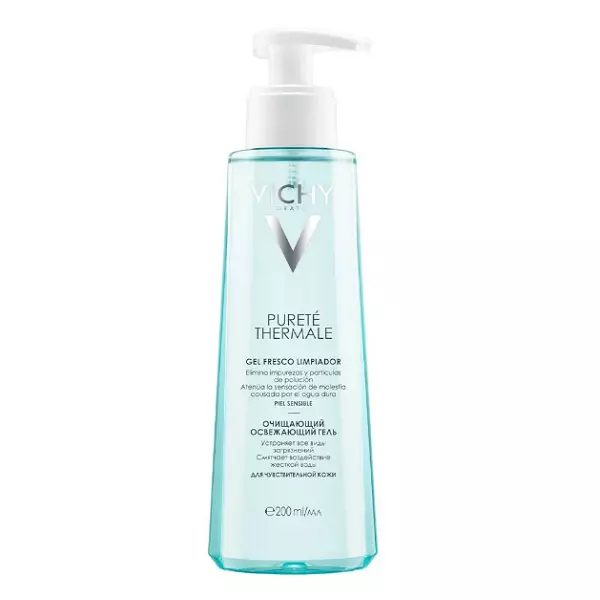 VICHY
V
PURETÉ
THERMALE
GEL FRESCO LIMPIADOR
Elimina impurezas y partículas
de polución
Atenúa la sensación de molestia
causada por el agua dura
PIEL SENSIBLE
ОЧИЩАЮЩИЙ
ОСВЕЖАЮЩИЙ ГЕЛЬ
Устраняет все виды
загрязнений
Смягчает воздействие
жесткой воды
ДЛЯ ЧУВСТВИТЕЛЬНОЙ КОЖИ
℮200 ml/мл